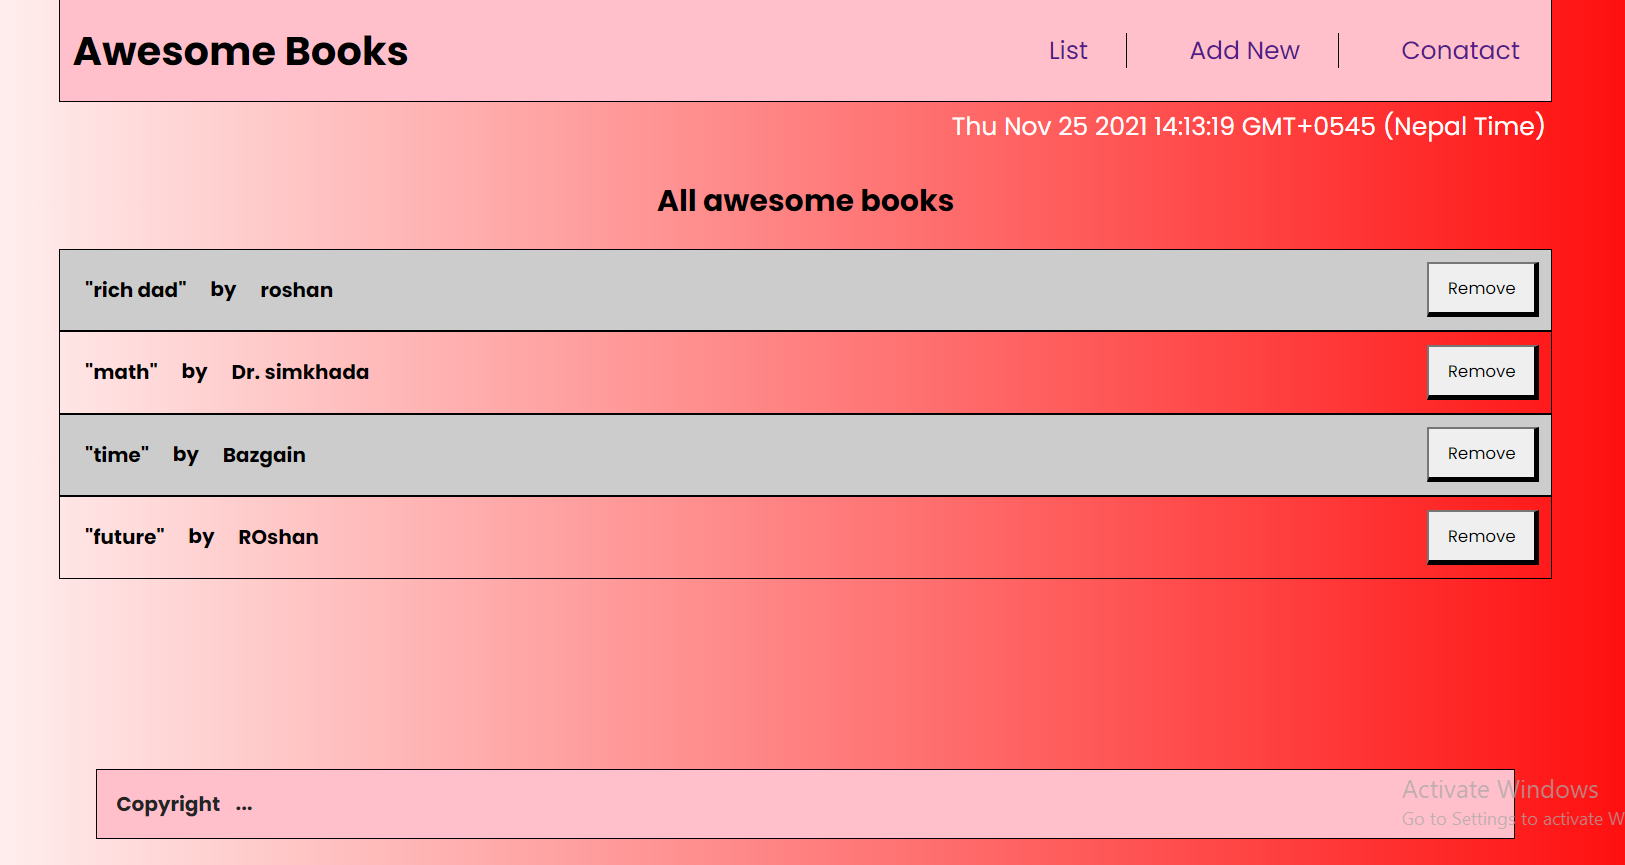 Awesome Books
List
Add New
Conatact
Thu Nov 25 2021 14:13:19 GMT+0545 (Nepal Time)
All awesome books
"rich dad" by roshan
Remove
"math" by Dr. simkhada
Remove
"time" by Bazgain
Remove
"future" by ROshan
Remove
Copyright ...
Activate Windows
Go to Settings to activate W